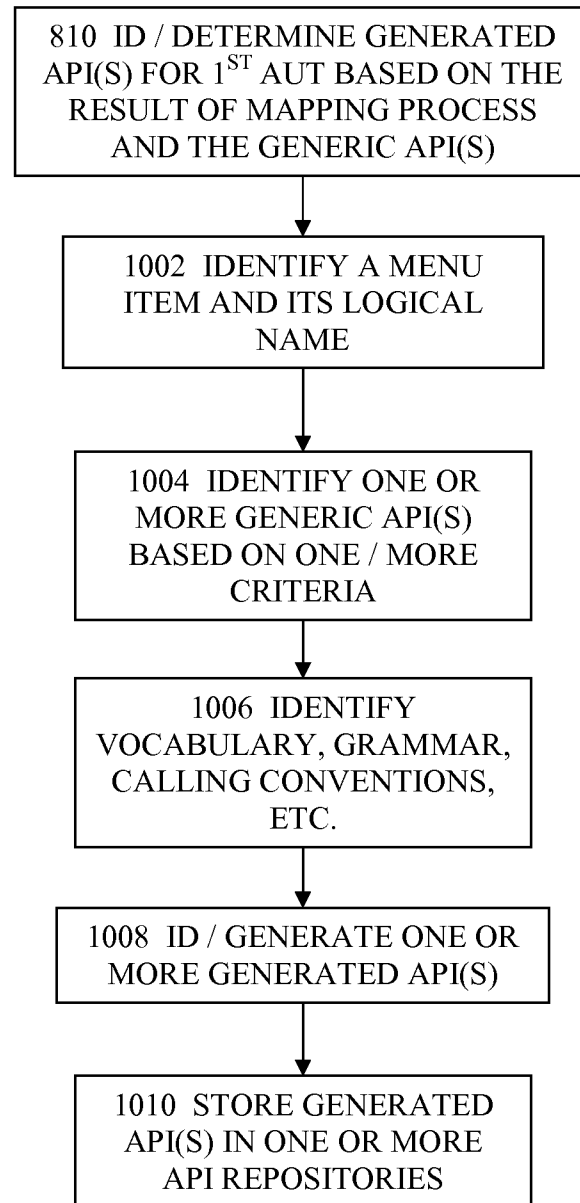 810 ID / DETERMINE GENERATED
API(S) FOR 1ST AUT BASED ON THE
RESULT OF MAPPING PROCESS
AND THE GENERIC API(S)
1002 IDENTIFY A MENU
ITEM AND ITS LOGICAL
NAME
1004 IDENTIFY ONE OR
MORE GENERIC API(S)
BASED ON ONE / MORE
CRITERIA
1006 IDENTIFY
VOCABULARY, GRAMMAR,
CALLING CONVENTIONS,
ETC.
1008 ID / GENERATE ONE OR
MORE GENERATED API(S)
1010 STORE GENERATED
API(S) IN ONE OR MORE
API REPOSITORIES